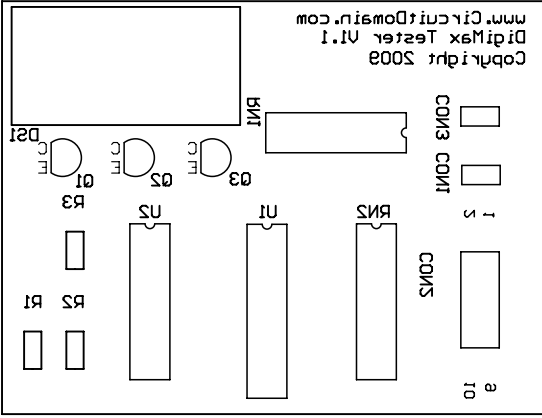 www.CircuitDomain.com
DigiMax Tester V1.1
Copyright 2009
RN1
CON3
DS1
C
E
Q1
C
E
Q2
C
E
Q3
CON1
R3
U2
U1
RN2
1 2
CON2
R1
R2
9
10